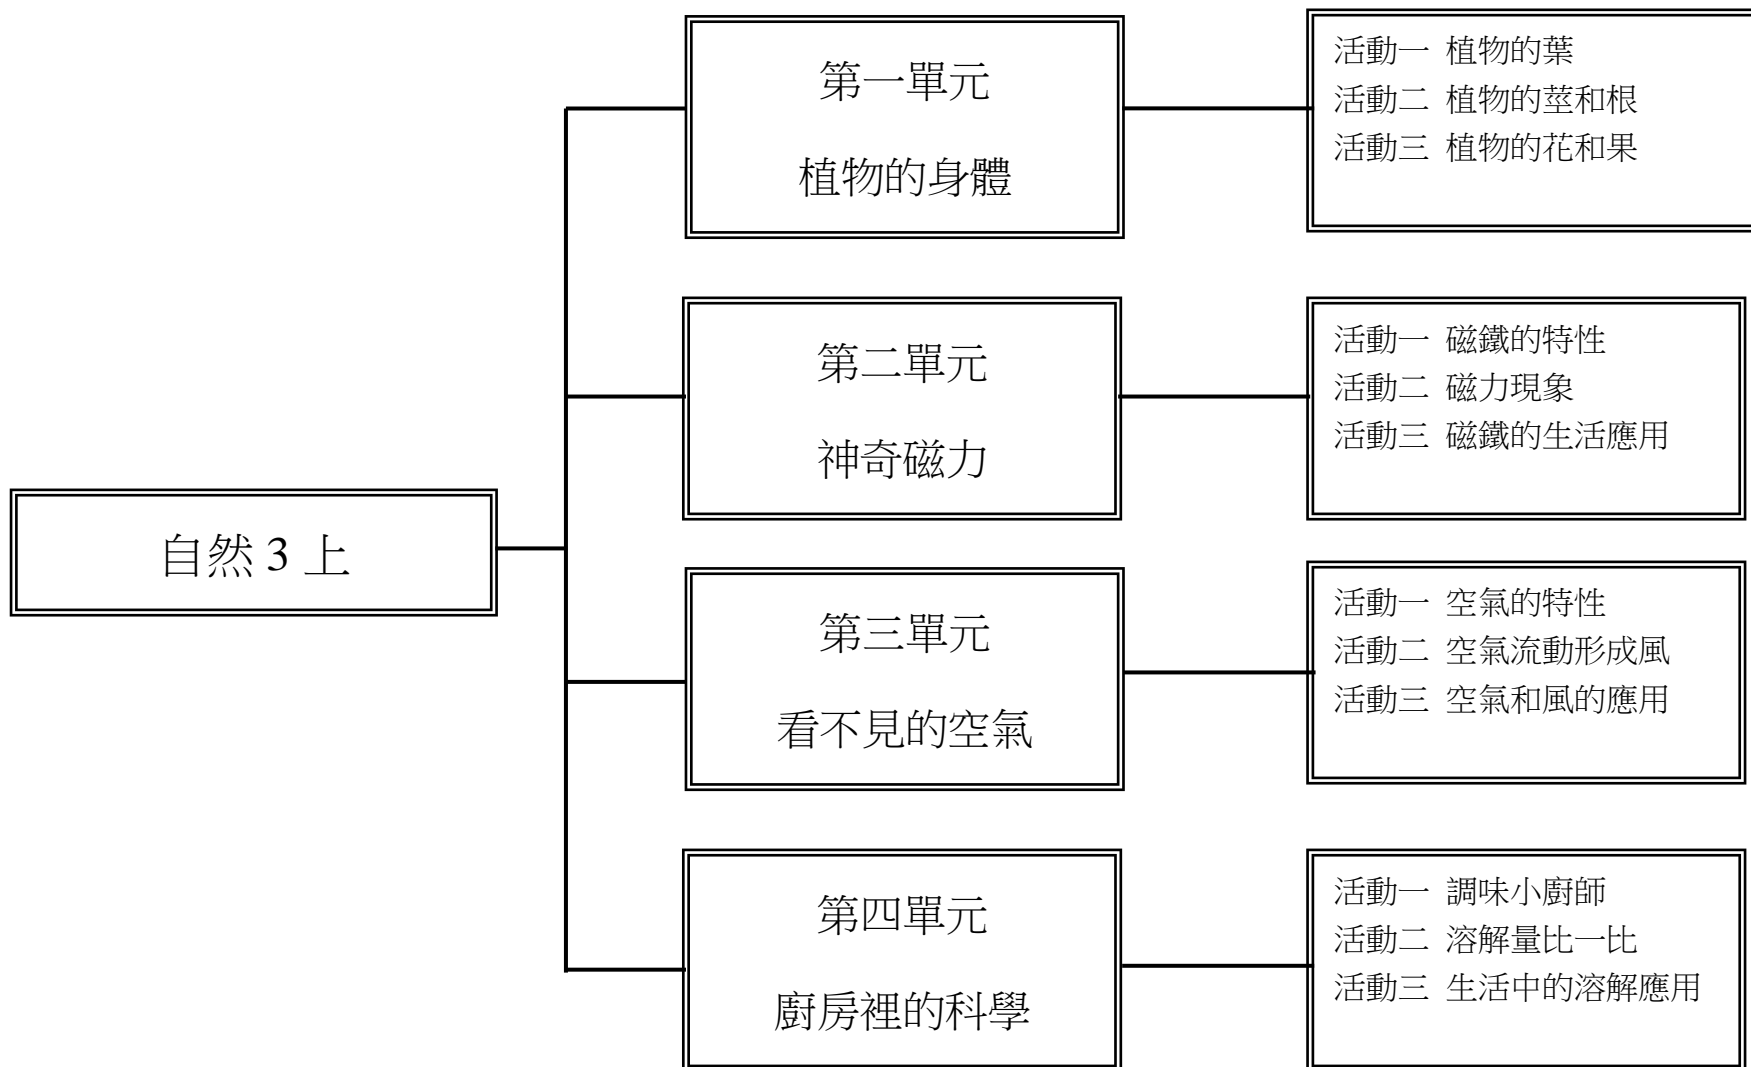 自然 3 上
第一單元
植物的身體
活動一 植物的葉
活動二 植物的莖和根
活動三 植物的花和果
第二單元
神奇磁力
活動一 磁鐵的特性
活動二 磁力現象
活動三 磁鐵的生活應用
第三單元
看不見的空氣
活動一 空氣的特性
活動二 空氣流動形成風
活動三 空氣和風的應用
第四單元
廚房裡的科學
活動一 調味小廚師
活動二 溶解量比一比
活動三 生活中的溶解應用